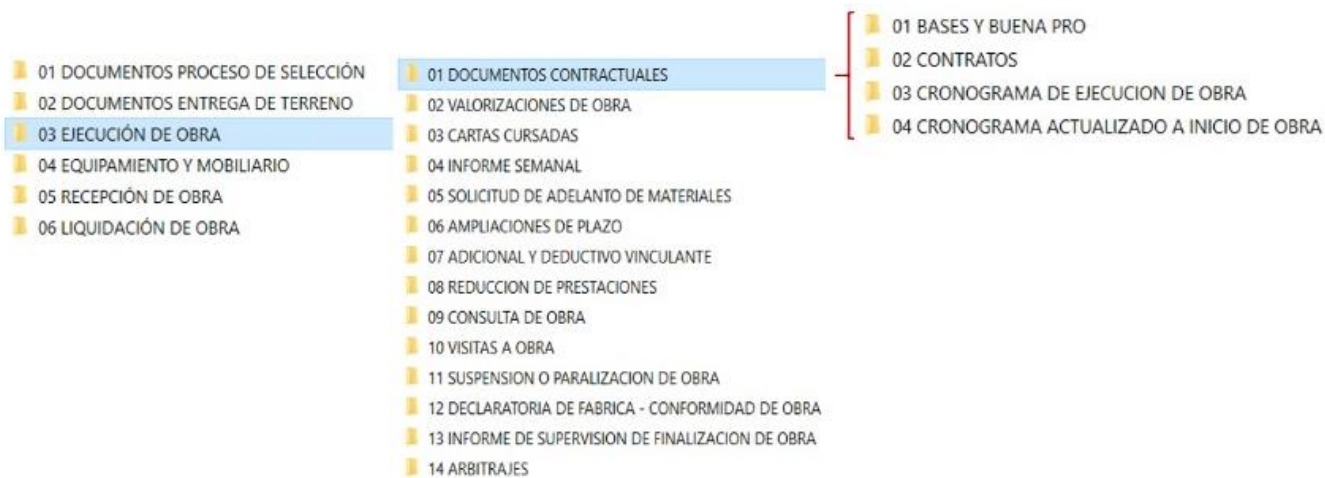 01 DOCUMENTOS PROCESO DE SELECCIÓN
02 DOCUMENTOS ENTREGA DE TERRENO
03 EJECUCIÓN DE OBRA
04 EQUIPAMIENTO Y MOBILIARIO
05 RECEPCIÓN DE OBRA
06 LIQUIDACIÓN DE OBRA
01 DOCUMENTOS CONTRACTUALES
02 VALORIZACIONES DE OBRA
03 CARTAS CURSADAS
04 INFORME SEMANAL
05 SOLICITUD DE ADELANTO DE MATERIALES
06 AMPLIACIONES DE PLAZO
07 ADICIONAL Y DEDUCTIVO VINCULANTE
08 REDUCCION DE PRESTACIONES
09 CONSULTA DE OBRA
10 VISITAS A OBRA
11 SUSPENSION O PARALIZACION DE OBRA
12 DECLARATORIA DE FABRICA - CONFORMIDAD DE OBRA
13 INFORME DE SUPERVISION DE FINALIZACION DE OBRA
14 ARBITRAJES
01 BASES Y BUENA PRO
02 CONTRATOS
03 CRONOGRAMA DE EJECUCION DE OBRA
04 CRONOGRAMA ACTUALIZADO A INICIO DE OBRA